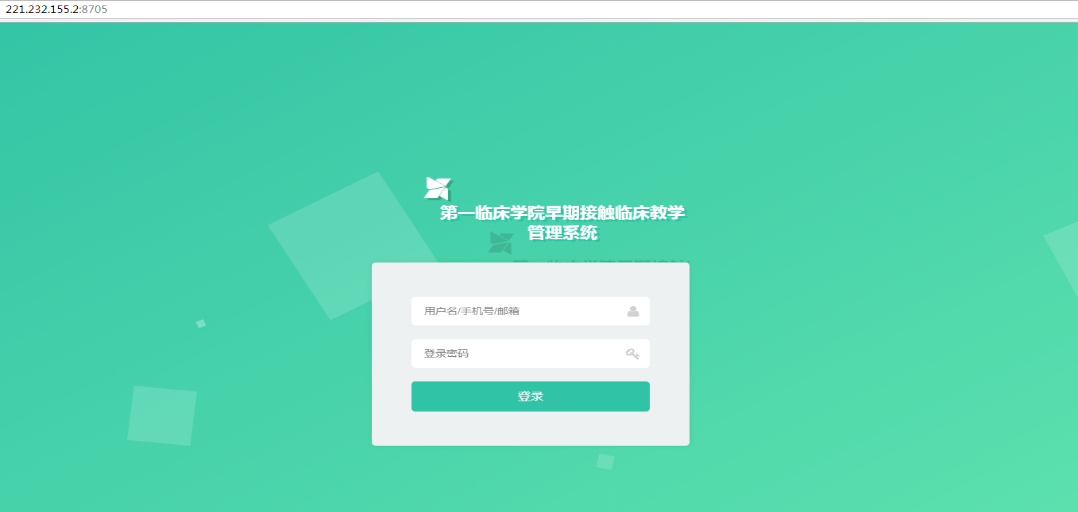 221.232.155.2:8705
第一临床学院早期接触临床教学
管理系统
用户名/手机号/邮箱
登录密码
登录